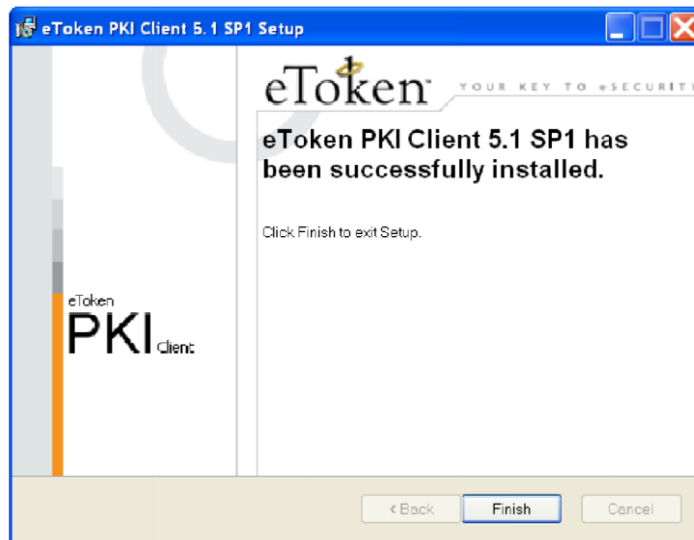 eToken PKI Client 5.1 SP1 Setup
eToken™ YOUR KEY TO eSECURITY
eToken PKI Client 5.1 SP1 has
been successfully installed.
Click Finish to exit Setup.
eToken
PKI Client
< Back Finish Cancel